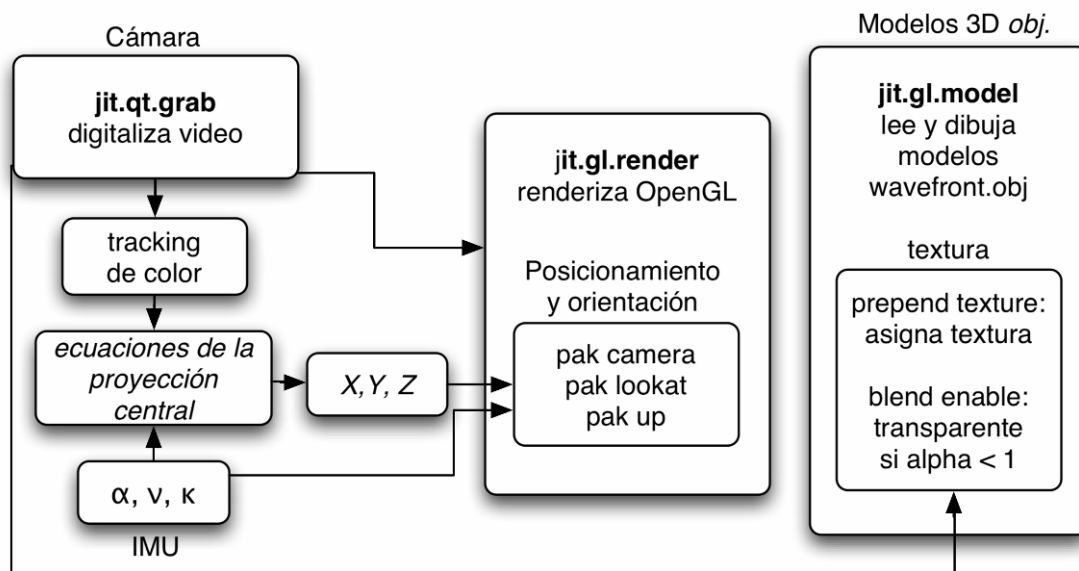 Cámara
jit.qt.grab
digitaliza video
tracking
de color
ecuaciones de la
proyección
central
X,Y, Z
α, ν, κ
IMU
jit.gl.render
renderiza OpenGL
Posicionamiento
y orientación
pak camera
pak lookat
pak up
Modelos 3D obj.
jit.gl.model
lee y dibuja
modelos
wavefront.obj
textura
prepend texture:
asigna textura
blend enable:
transparente
si alpha < 1